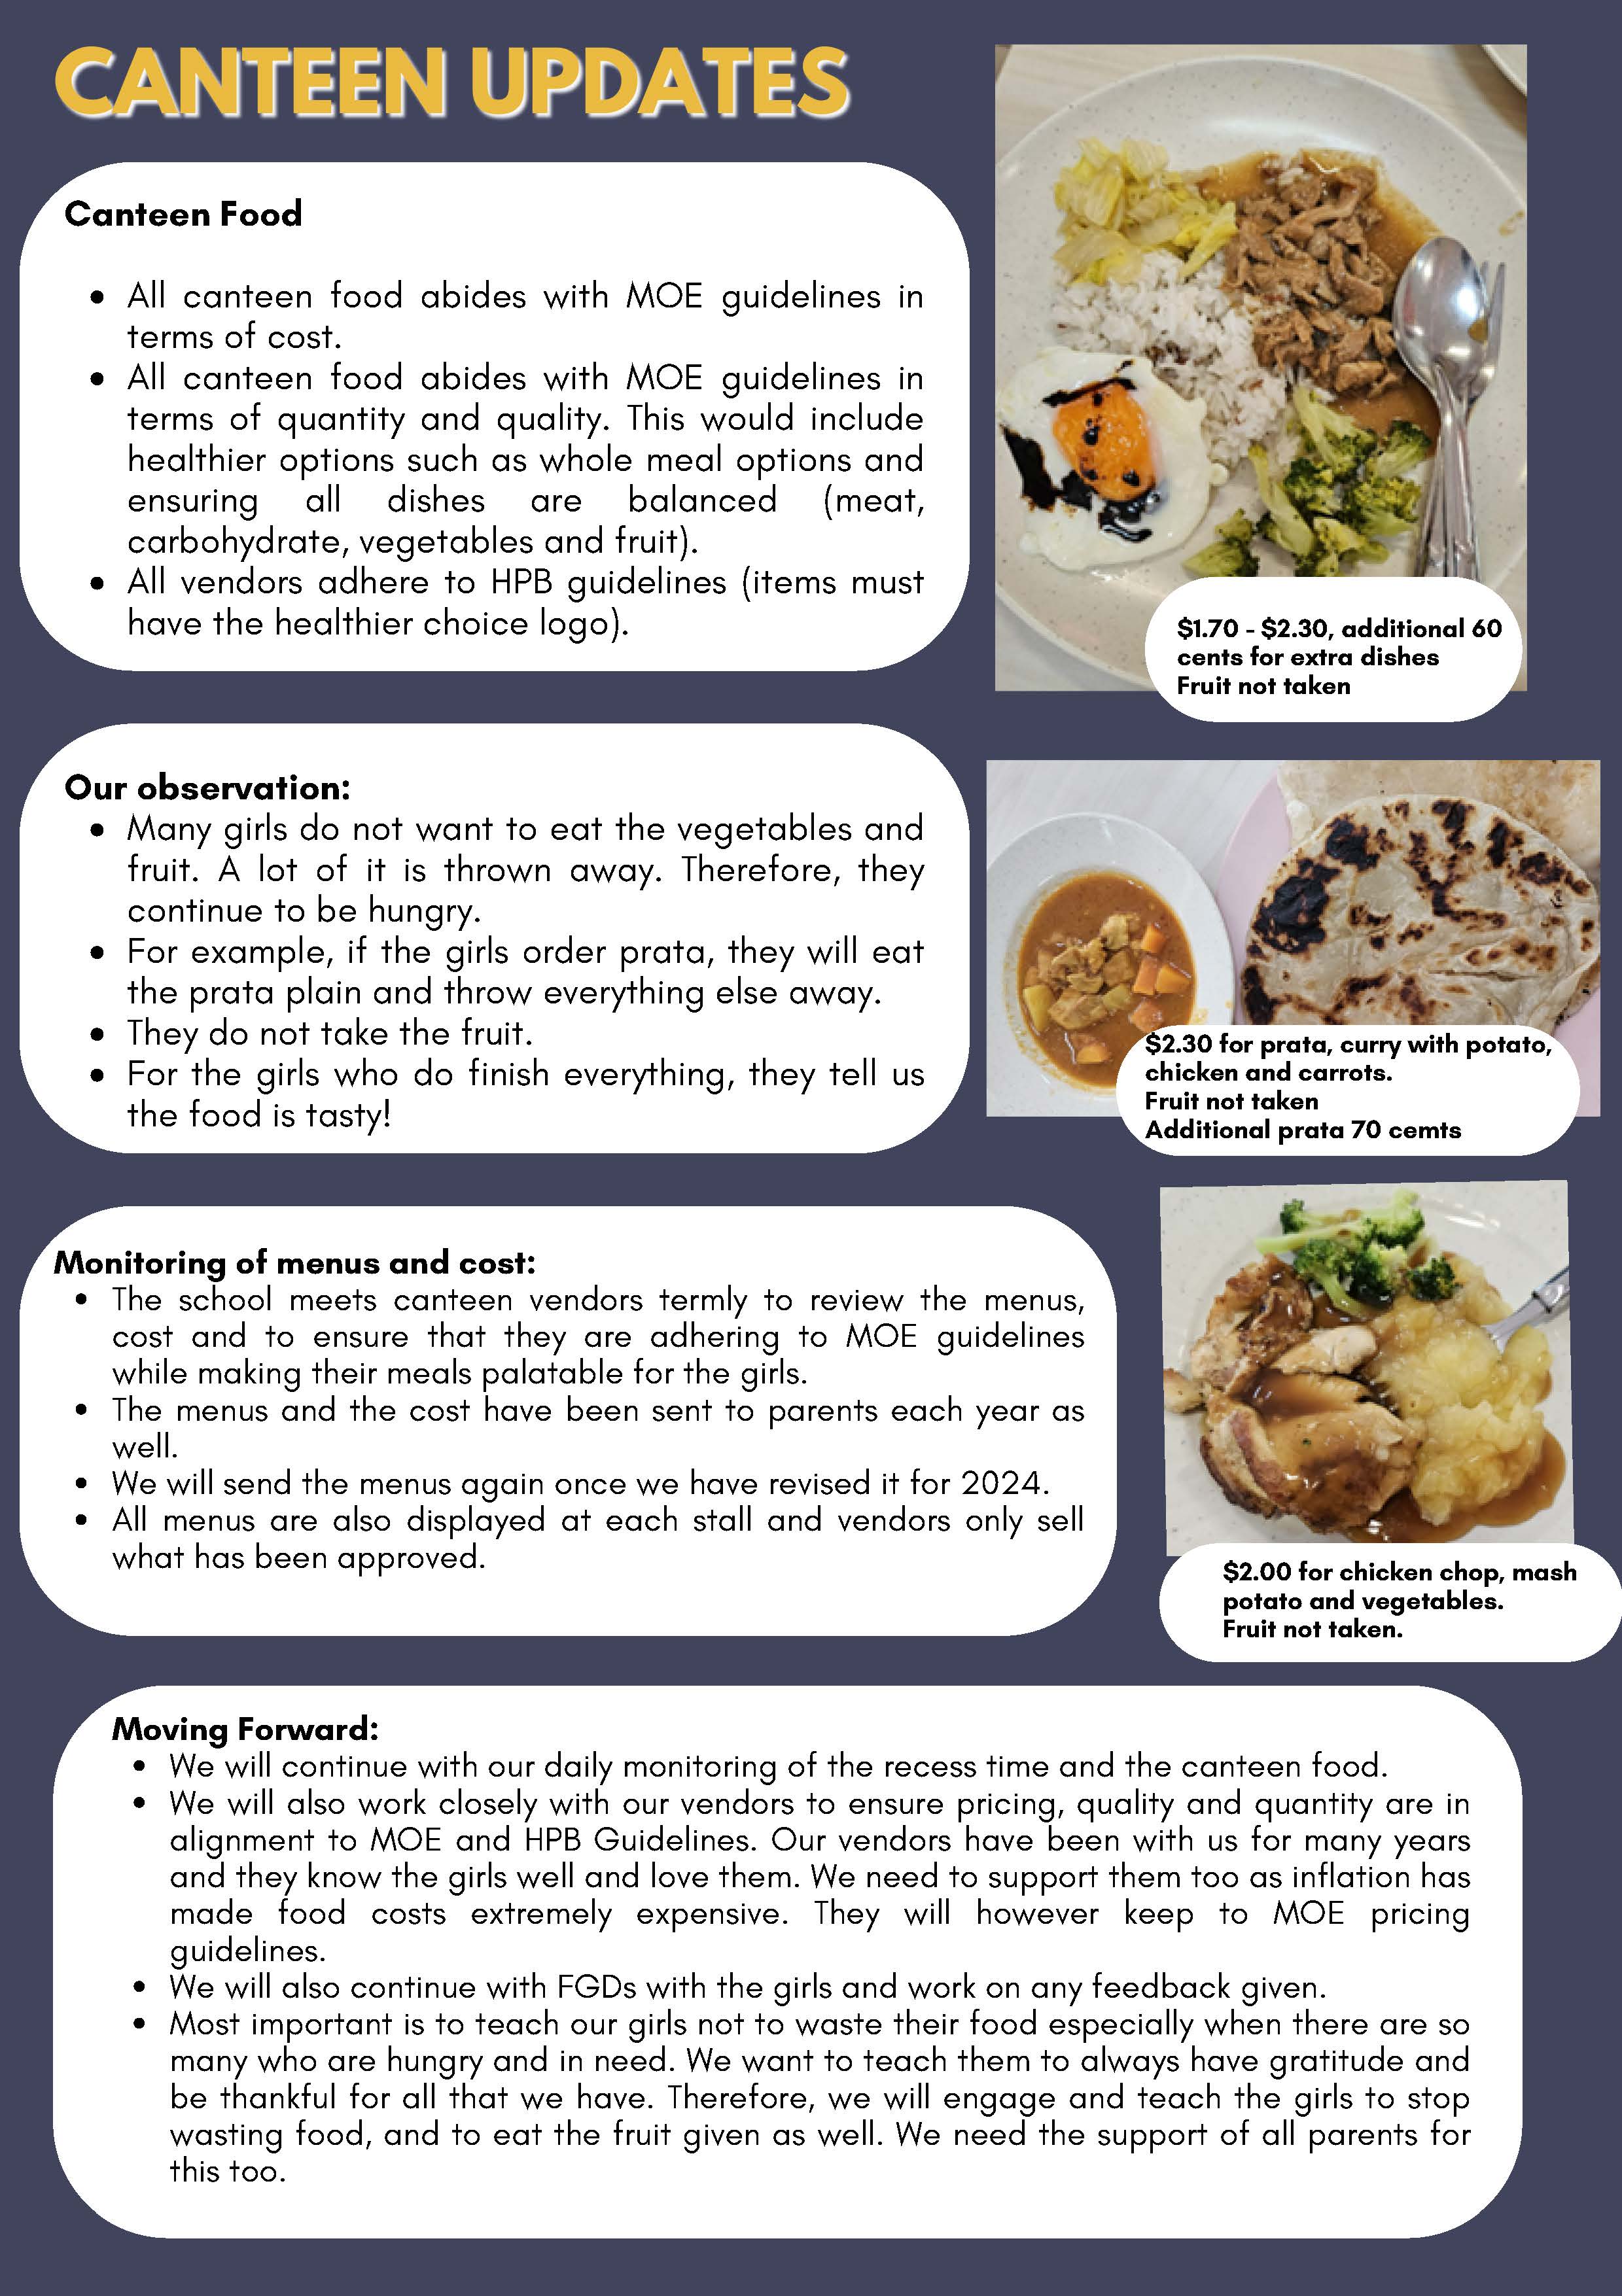 CANTEEN UPDATES
Canteen Food
• All canteen food abides with MOE guidelines in
terms of cost.
• All canteen food abides with MOE guidelines in
terms of quantity and quality. This would include
healthier options such as whole meal options and
ensuring all dishes are balanced (meat,
carbohydrate, vegetables and fruit).
• All vendors adhere to HPB guidelines (items must
have the healthier choice logo).
$1.70 - $2.30, additional 60
cents for extra dishes
Fruit not taken
Our observation:
• Many girls do not want to eat the vegetables and
fruit. A lot of it is thrown away. Therefore, they
continue to be hungry.
• For example, if the girls order prata, they will eat
the prata plain and throw everything else away.
• They do not take the fruit.
• For the girls who do finish everything, they tell us
the food is tasty!
$2.30 for prata, curry with potato,
chicken and carrots.
Fruit not taken
Additional prata 70 cemts
Monitoring of menus and cost:
• The school meets canteen vendors termly to review the menus,
cost and to ensure that they are adhering to MOE guidelines
while making their meals palatable for the girls.
• The menus and the cost have been sent to parents each year as
well.
• We will send the menus again once we have revised it for 2024.
• All menus are also displayed at each stall and vendors only sell
what has been approved.
$2.00 for chicken chop, mash
potato and vegetables.
Fruit not taken.
Moving Forward:
• We will continue with our daily monitoring of the recess time and the canteen food.
• We will also work closely with our vendors to ensure pricing, quality and quantity are in
alignment to MOE and HPB Guidelines. Our vendors have been with us for many years
and they know the girls well and love them. We need to support them too as inflation has
made food costs extremely expensive. They will however keep to MOE pricing
guidelines.
• We will also continue with FGDs with the girls and work on any feedback given.
• Most important is to teach our girls not to waste their food especially when there are so
many who are hungry and in need. We want to teach them to always have gratitude and
be thankful for all that we have. Therefore, we will engage and teach the girls to stop
wasting food, and to eat the fruit given as well. We need the support of all parents for
this too.